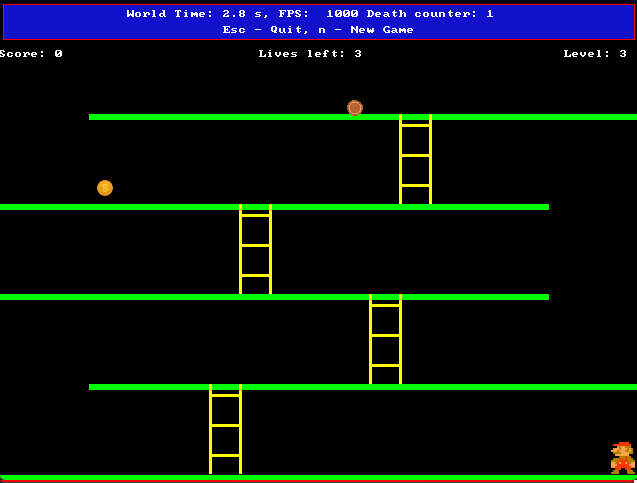 World Time: 2.8 s, FPS:  1000 Death counter: 1
Esc - Quit, n - New Game
Score: 0 Lives left: 3 Level: 3